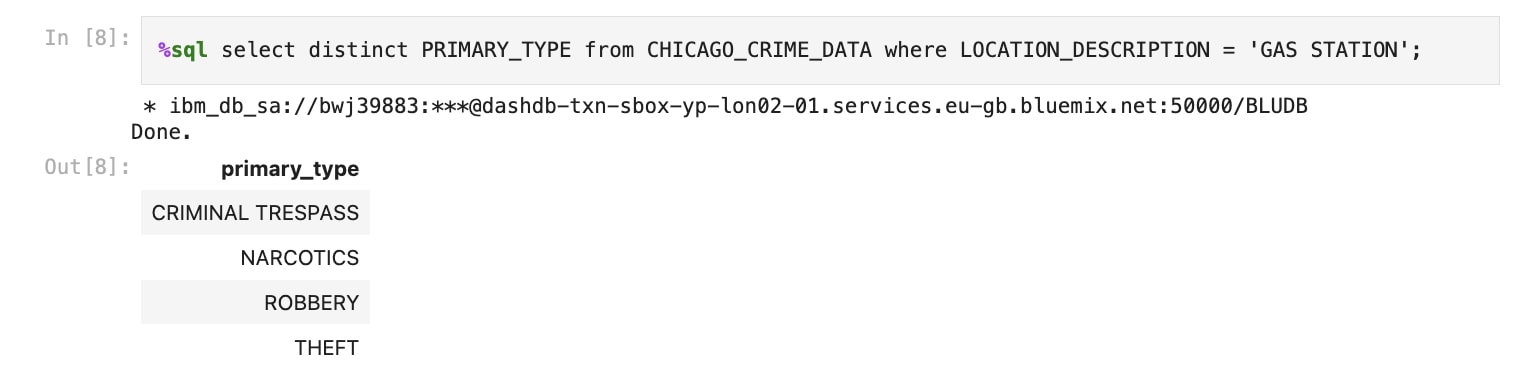 In [8]: %sql select distinct PRIMARY_TYPE from CHICAGO_CRIME_DATA where LOCATION_DESCRIPTION = 'GAS STATION';
* ibm_db_sa://bwj39883:***@dashdb-txn-sbox-yp-lon02-01.services.eu-gb.bluemix.net:50000/BLUDB
Done.
Out[8]: primary_type
CRIMINAL TRESPASS
NARCOTICS
ROBBERY
THEFT